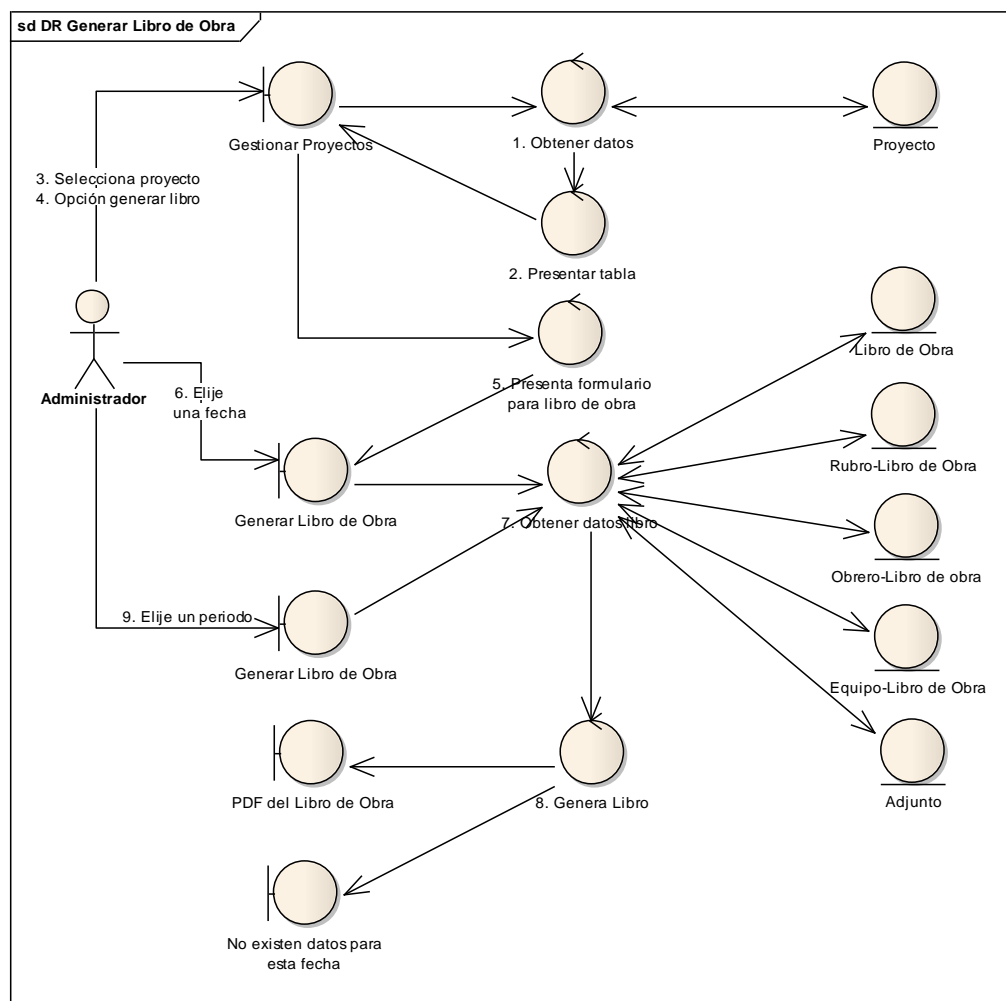 sd DR Generar Libro de Obra
Gestionar Proyectos
1. Obtener datos
Proyecto
3. Selecciona proyecto
4. Opción generar libro
2. Presentar tabla
Libro de Obra
Administrador
6. Elije
una fecha
5. Presenta formulario
para libro de obra
Rubro-Libro de Obra
Generar Libro de Obra
7. Obtener datos libro
Obrero-Libro de obra
9. Elije un periodo
Generar Libro de Obra
Equipo-Libro de Obra
PDF del Libro de Obra
8. Genera Libro
Adjunto
No existen datos para
esta fecha